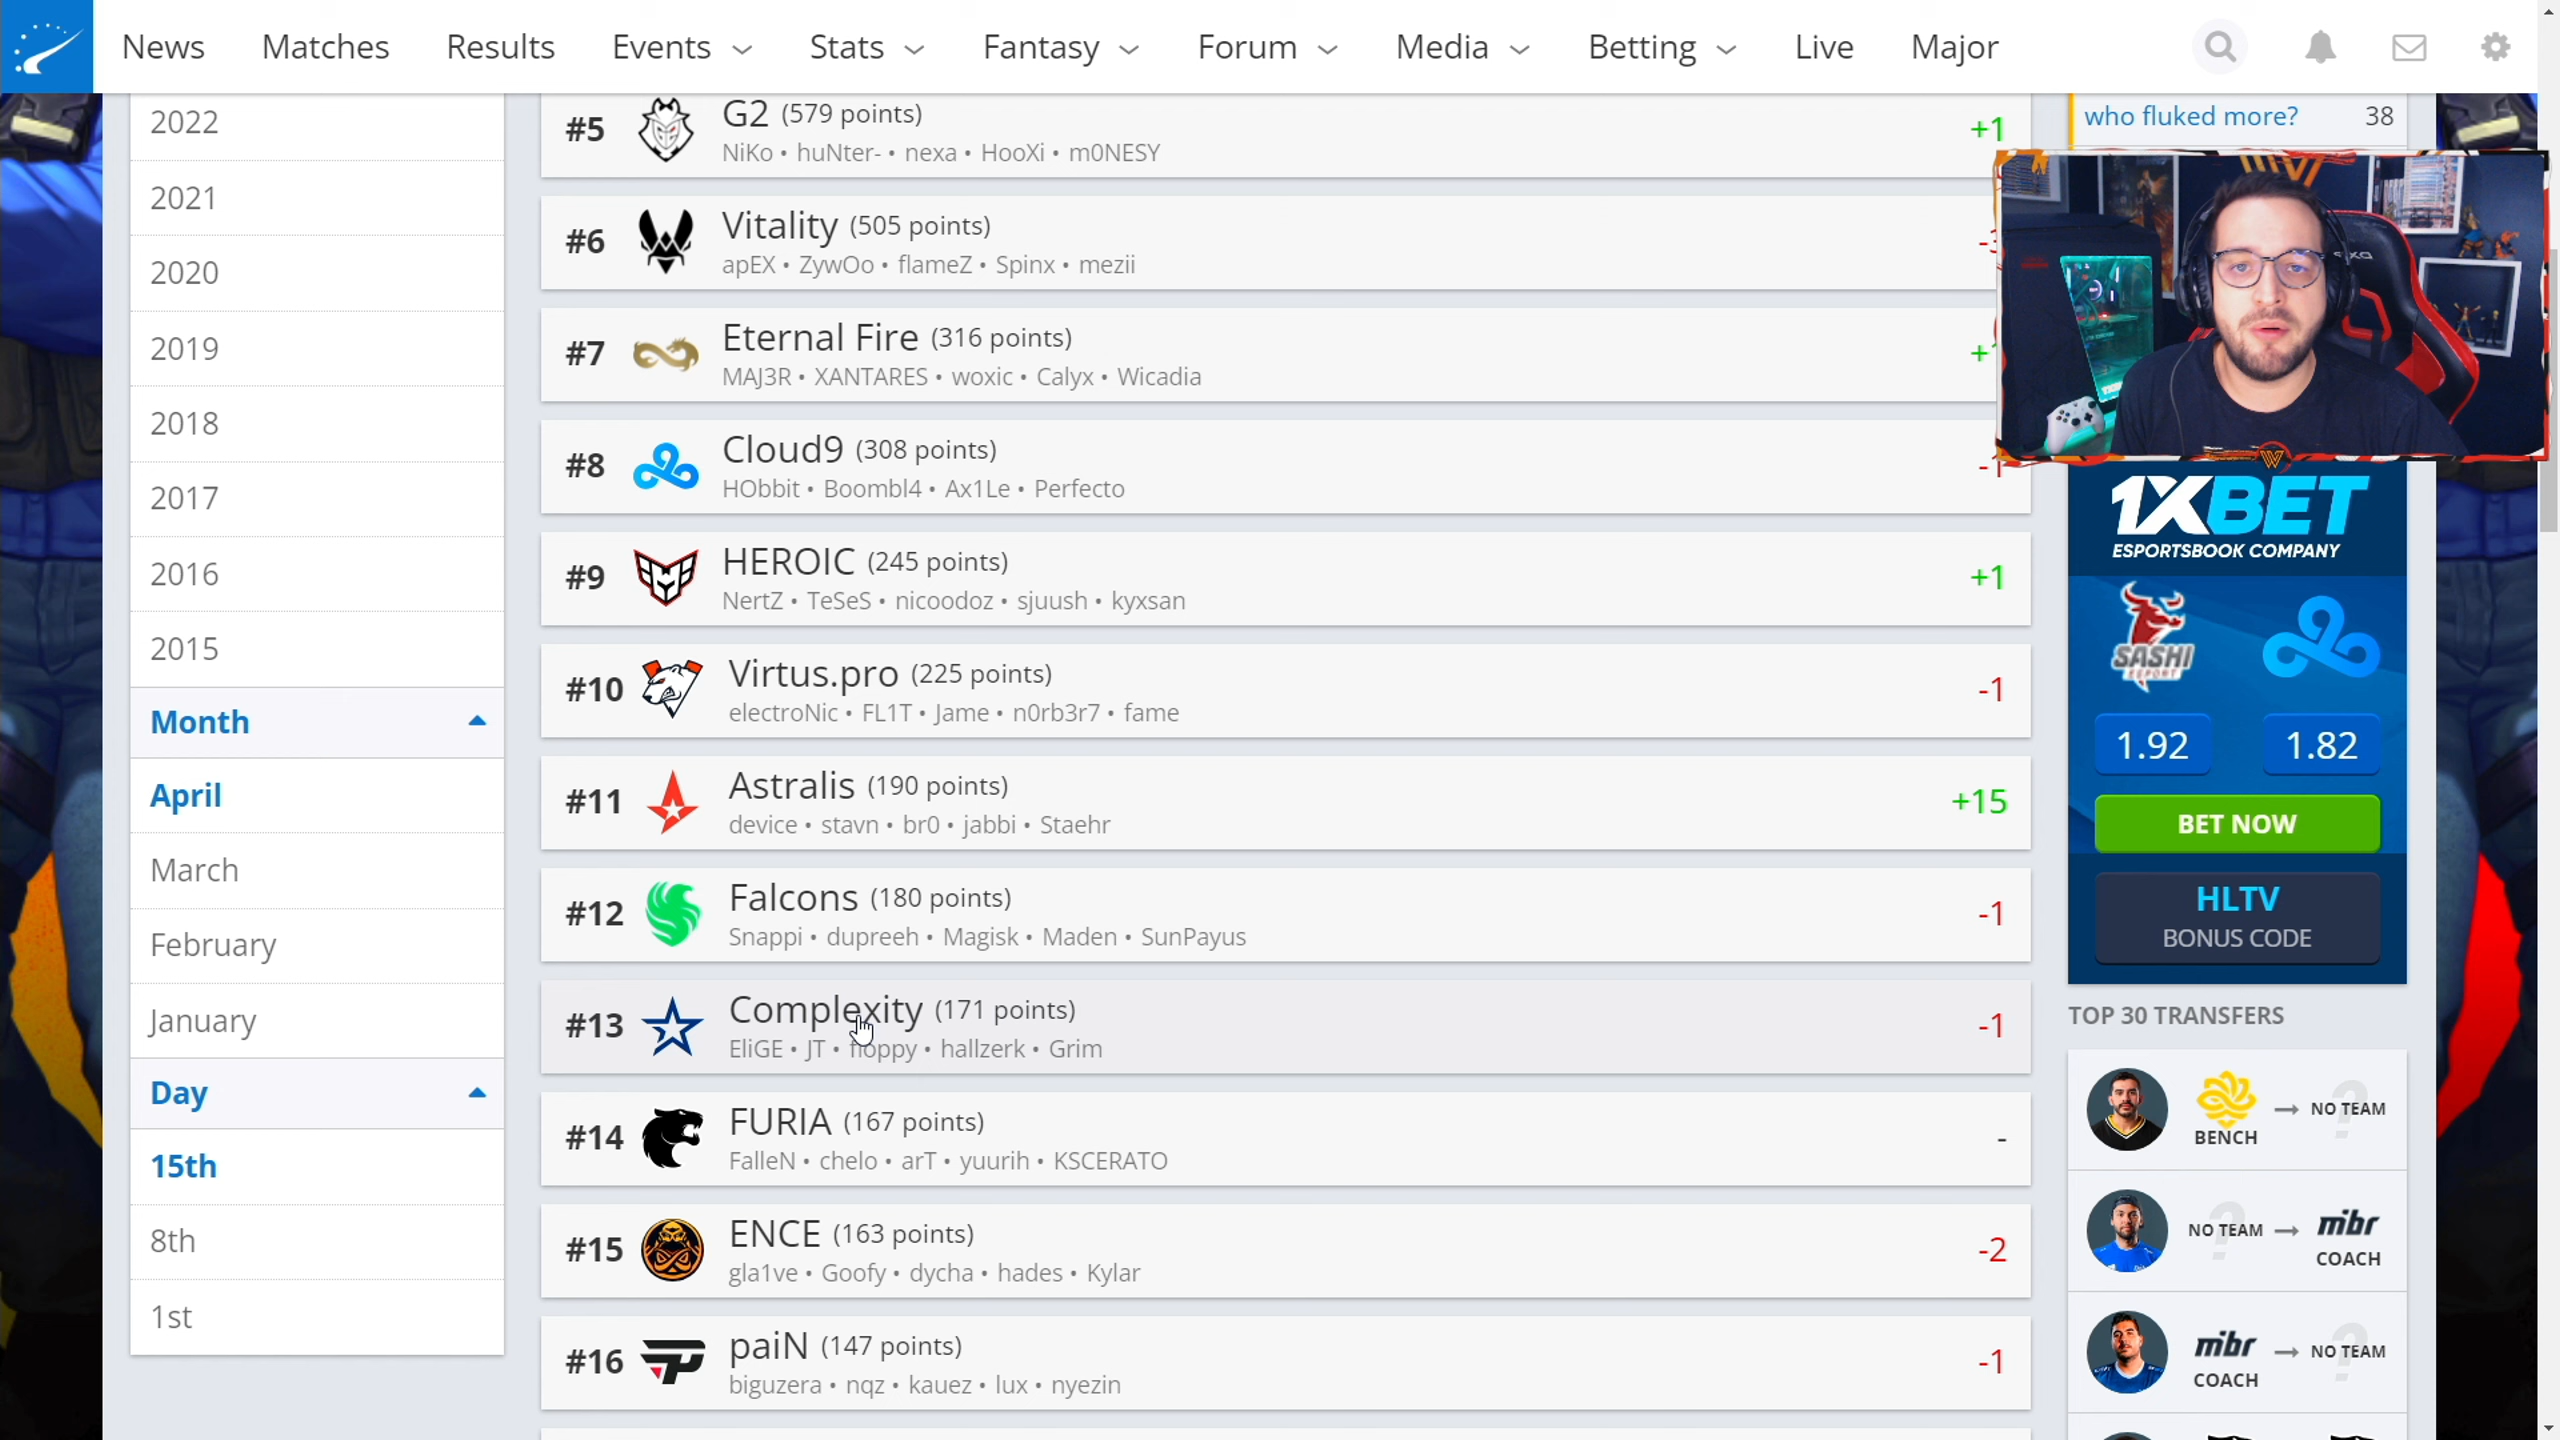 News Matches Results Events Stats Fantasy Forum Media Betting Live Major
2022
2021
2020
2019
2018
2017
2016
2015
Month
April
March
February
January
Day
15th
8th
1st
#5 G2 (579 points) +1
NiKo • huNter- • nexa • HooXi • m0NESY
#6 Vitality (505 points)
apEX • ZywOo • flameZ • Spinx • mezii
#7 Eternal Fire (316 points)
MAJ3R • XANTARES • woxic • Calyx • Wicadia
#8 Cloud9 (308 points) -1
HObbit • Boombl4 • Ax1Le • Perfecto
#9 HEROIC (245 points) +1
NertZ • TeSeS • nicoodoz • sjuush • kyxsan
#10 Virtus.pro (225 points) -1
electroNic • FL1T • Jame • n0rb3r7 • fame
#11 Astralis (190 points) +15
device • stavn • br0 • jabbi • Staehr
#12 Falcons (180 points) -1
Snappi • dupreeh • Magisk • Maden • SunPayus
#13 Complexity (171 points) -1
EliGE • JT • floppy • hallzerk • Grim
#14 FURIA (167 points) -
FalleN • chelo • arT • yuurih • KSCERATO
#15 ENCE (163 points) -2
gla1ve • Goofy • dycha • hades • Kylar
#16 paiN (147 points) -1
biguzera • nqz • kauez • lux • nyezin
who fluked more? 38
1XBET
ESPORTSBOOK COMPANY
SASHI
ESPORT
1.92 1.82
BET NOW
HLTV
BONUS CODE
TOP 30 TRANSFERS
BENCH → NO TEAM
NO TEAM → mibr COACH
mibr COACH → NO TEAM